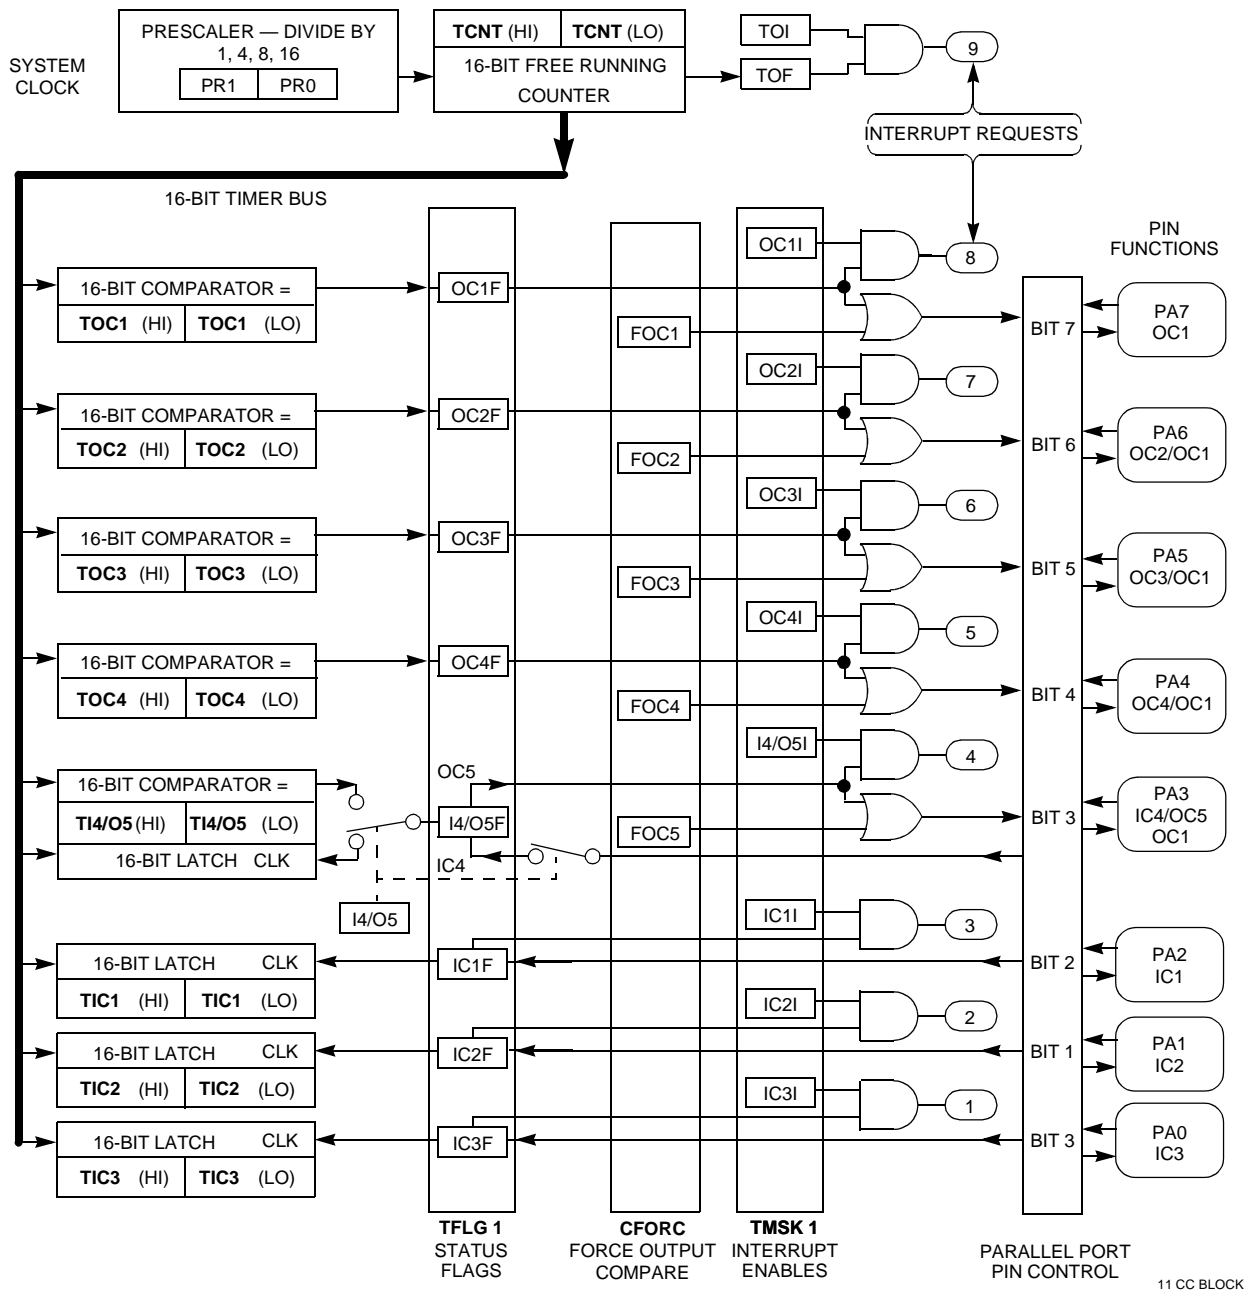 SYSTEM
CLOCK
PRESCALER — DIVIDE BY
1, 4, 8, 16
PR1 PR0
TCNT (HI) TCNT (LO)
16-BIT FREE RUNNING
COUNTER
TOI
TOF
9
INTERRUPT REQUESTS
16-BIT TIMER BUS
PIN
FUNCTIONS
OC1I
8
16-BIT COMPARATOR =
TOC1 (HI) TOC1 (LO)
OC1F
FOC1
BIT 7
PA7
OC1
OC2I
7
16-BIT COMPARATOR =
TOC2 (HI) TOC2 (LO)
OC2F
FOC2
BIT 6
PA6
OC2/OC1
OC3I
6
16-BIT COMPARATOR =
TOC3 (HI) TOC3 (LO)
OC3F
FOC3
BIT 5
PA5
OC3/OC1
OC4I
5
16-BIT COMPARATOR =
TOC4 (HI) TOC4 (LO)
OC4F
FOC4
BIT 4
PA4
OC4/OC1
I4/O5I
4
16-BIT COMPARATOR =
TI4/O5 (HI) TI4/O5 (LO)
16-BIT LATCH CLK
OC5
I4/O5F
IC4
FOC5
BIT 3
PA3
IC4/OC5
OC1
I4/O5
IC1I
3
16-BIT LATCH CLK
TIC1 (HI) TIC1 (LO)
IC1F
BIT 2
PA2
IC1
IC2I
2
16-BIT LATCH CLK
TIC2 (HI) TIC2 (LO)
IC2F
BIT 1
PA1
IC2
IC3I
1
16-BIT LATCH CLK
TIC3 (HI) TIC3 (LO)
IC3F
BIT 3
PA0
IC3
TFLG 1
STATUS
FLAGS
CFORC
FORCE OUTPUT
COMPARE
TMSK 1
INTERRUPT
ENABLES
PARALLEL PORT
PIN CONTROL
11 CC BLOCK